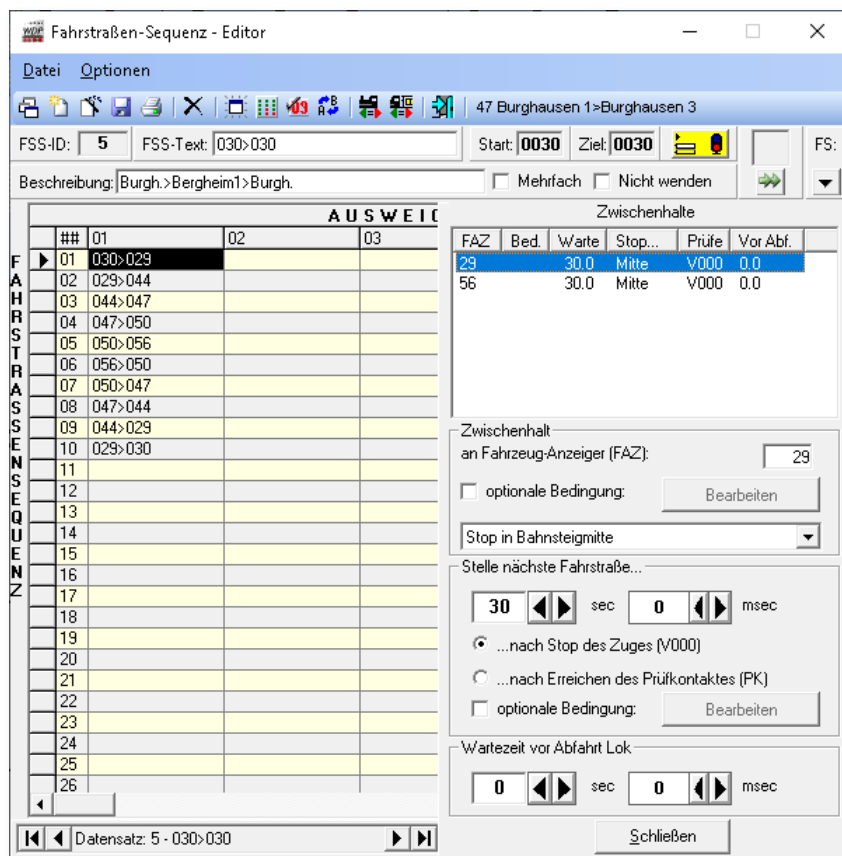 Fahrstraßen-Sequenz - Editor
Datei Optionen
47 Burghausen 1>Burghausen 3
FSS-ID: 5 FSS-Text: 030>030 Start: 0030 Ziel: 0030 FS:
Beschreibung: Burgh.>Bergheim1>Burgh. Mehrfach Nicht wenden
AUSWEIC
## 01 02 03
FAHRSTRASSENSEQUENZ
01 030>029
02 029>044
03 044>047
04 047>050
05 050>056
06 056>050
07 050>047
08 047>044
09 044>029
10 029>030
11
12
13
14
15
16
17
18
19
20
21
22
23
24
25
26
Datensatz: 5 - 030>030
Zwischenhalte
FAZ Bed. Warte Stop... Prüfe Vor Abf.
29 30.0 Mitte V000 0.0
56 30.0 Mitte V000 0.0
Zwischenhalt
an Fahrzeug-Anzeiger (FAZ): 29
optionale Bedingung: Bearbeiten
Stop in Bahnsteigmitte
Stelle nächste Fahrstraße...
30 sec 0 msec
...nach Stop des Zuges (V000)
...nach Erreichen des Prüfkontaktes (PK)
optionale Bedingung: Bearbeiten
Wartezeit vor Abfahrt Lok
0 sec 0 msec
Schließen